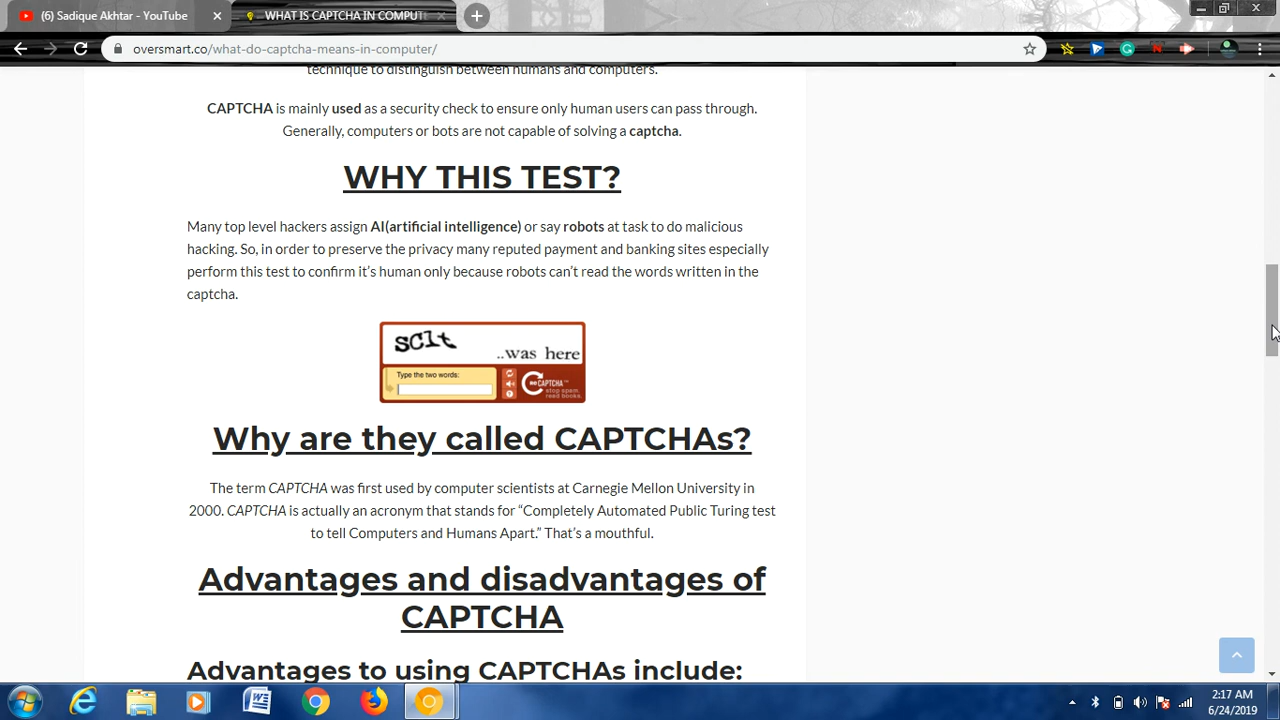 (6) Sadique Akhtar - YouTube
WHAT IS CAPTCHA IN COMPUT
oversmart.co/what-do-captcha-means-in-computer/
technique to distinguish between humans and computers.
CAPTCHA is mainly used as a security check to ensure only human users can pass through.
Generally, computers or bots are not capable of solving a captcha.
WHY THIS TEST?
Many top level hackers assign AI(artificial intelligence) or say robots at task to do malicious
hacking. So, in order to preserve the privacy many reputed payment and banking sites especially
perform this test to confirm it's human only because robots can't read the words written in the
captcha.
sclt
..was here
Type the two words:
reCAPTCHA™
stop spam.
read books.
Why are they called CAPTCHAs?
The term CAPTCHA was first used by computer scientists at Carnegie Mellon University in
2000. CAPTCHA is actually an acronym that stands for “Completely Automated Public Turing test
to tell Computers and Humans Apart.” That's a mouthful.
Advantages and disadvantages of
CAPTCHA
Advantages to using CAPTCHAs include:
2:17 AM
6/24/2019